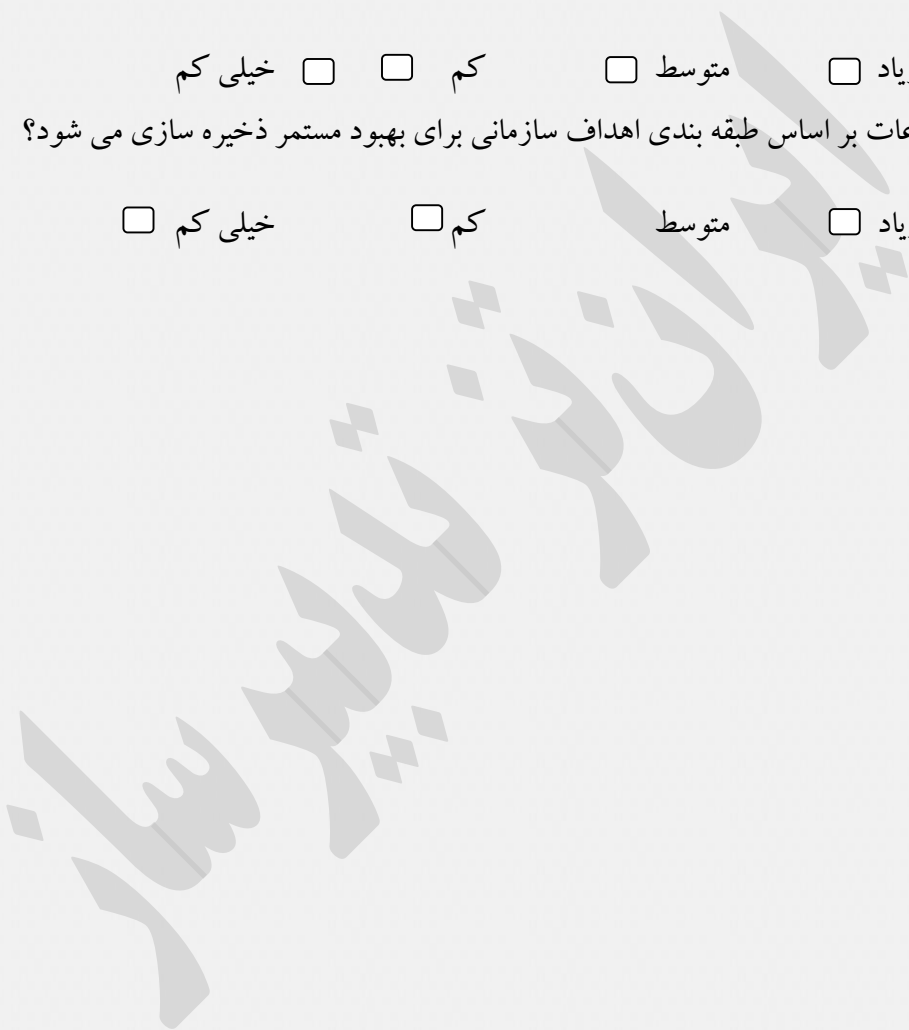 یاد متوسط کم خیلی کم
عات بر اساس طبقه بندی اهداف سازمانی برای بهبود مستمر ذخیره سازی می شود؟
یاد متوسط کم خیلی کم